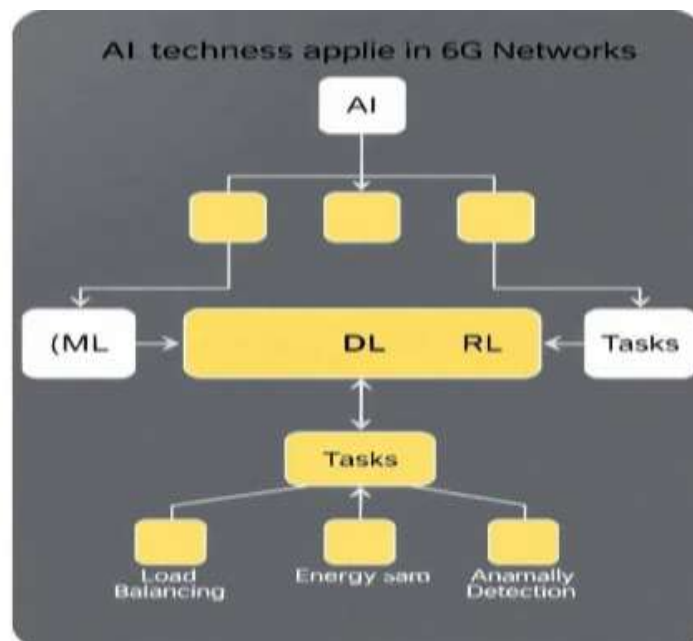 AI techness applie in 6G Networks
AI
(ML
DL RL
Tasks
Tasks
Load
Balancing
Energy sam
Anamally
Detection